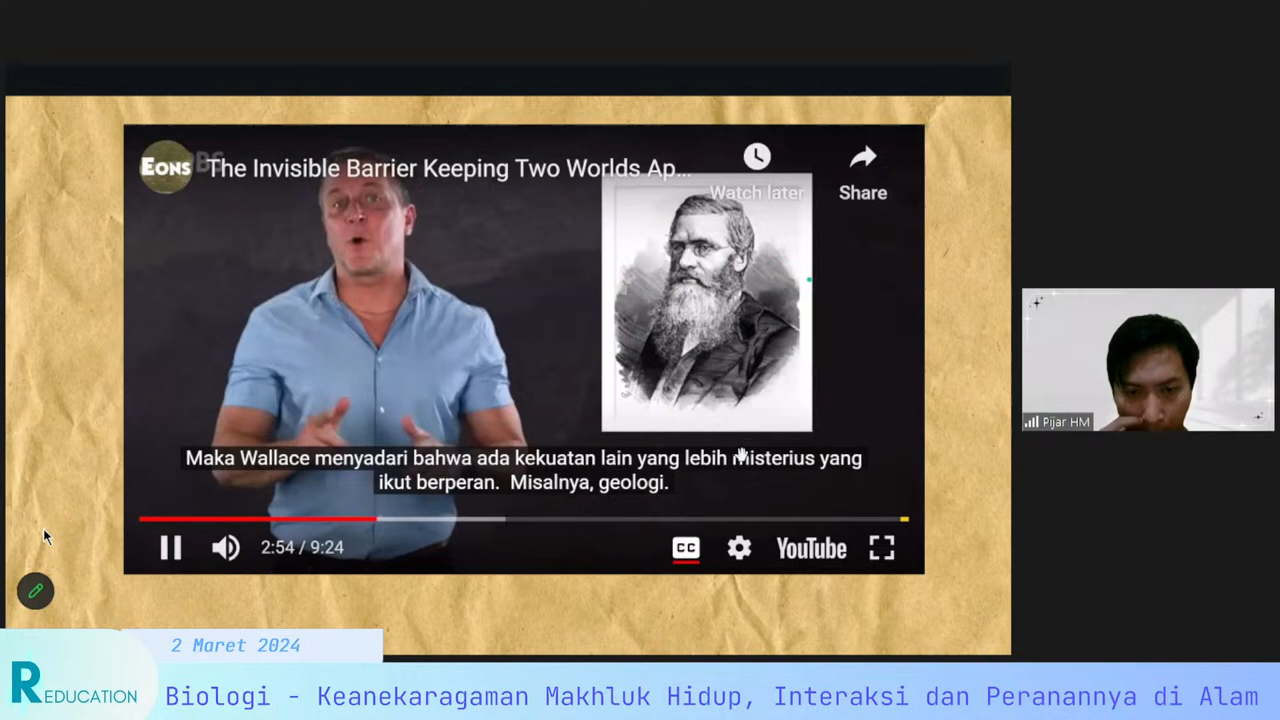 EONS
The Invisible Barrier Keeping Two Worlds Ap...
Watch later
Share
Maka Wallace menyadari bahwa ada kekuatan lain yang lebih misterius yang
ikut berperan.  Misalnya, geologi.
2:54 / 9:24
CC
YouTube
Pijar HM
2 Maret 2024
R EDUCATION
Biologi - Keanekaragaman Makhluk Hidup, Interaksi dan Peranannya di Alam